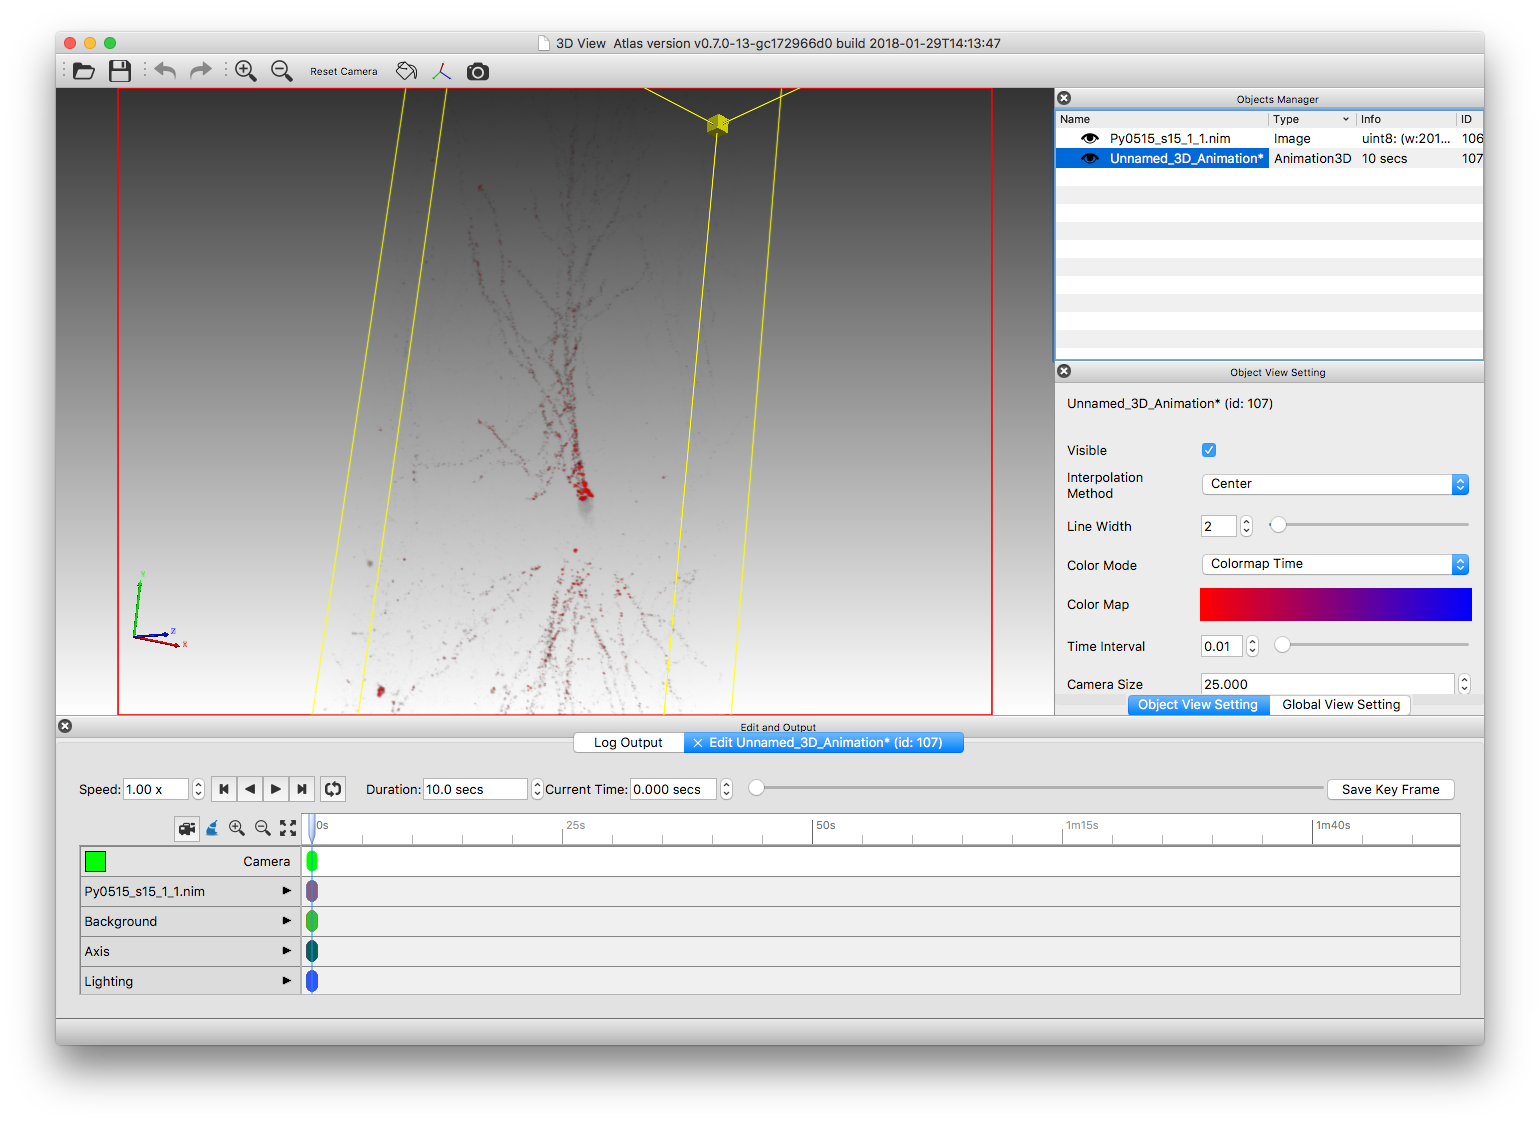 3D View  Atlas version v0.7.0-13-gc172966d0 build 2018-01-29T14:13:47
Reset Camera
Objects Manager
Name Type Info ID
Py0515_s15_1_1.nim Image uint8: (w:201... 106
Unnamed_3D_Animation* Animation3D 10 secs 107
Object View Setting
Unnamed_3D_Animation* (id: 107)
Visible
Interpolation
Method
Center
Line Width 2
Color Mode Colormap Time
Color Map
Time Interval 0.01
Camera Size 25.000
Object View Setting Global View Setting
Y
Z
X
Edit and Output
Log Output Edit Unnamed_3D_Animation* (id: 107)
Speed: 1.00 x Duration: 10.0 secs Current Time: 0.000 secs Save Key Frame
0s 25s 50s 1m15s 1m40s
Camera
Py0515_s15_1_1.nim
Background
Axis
Lighting